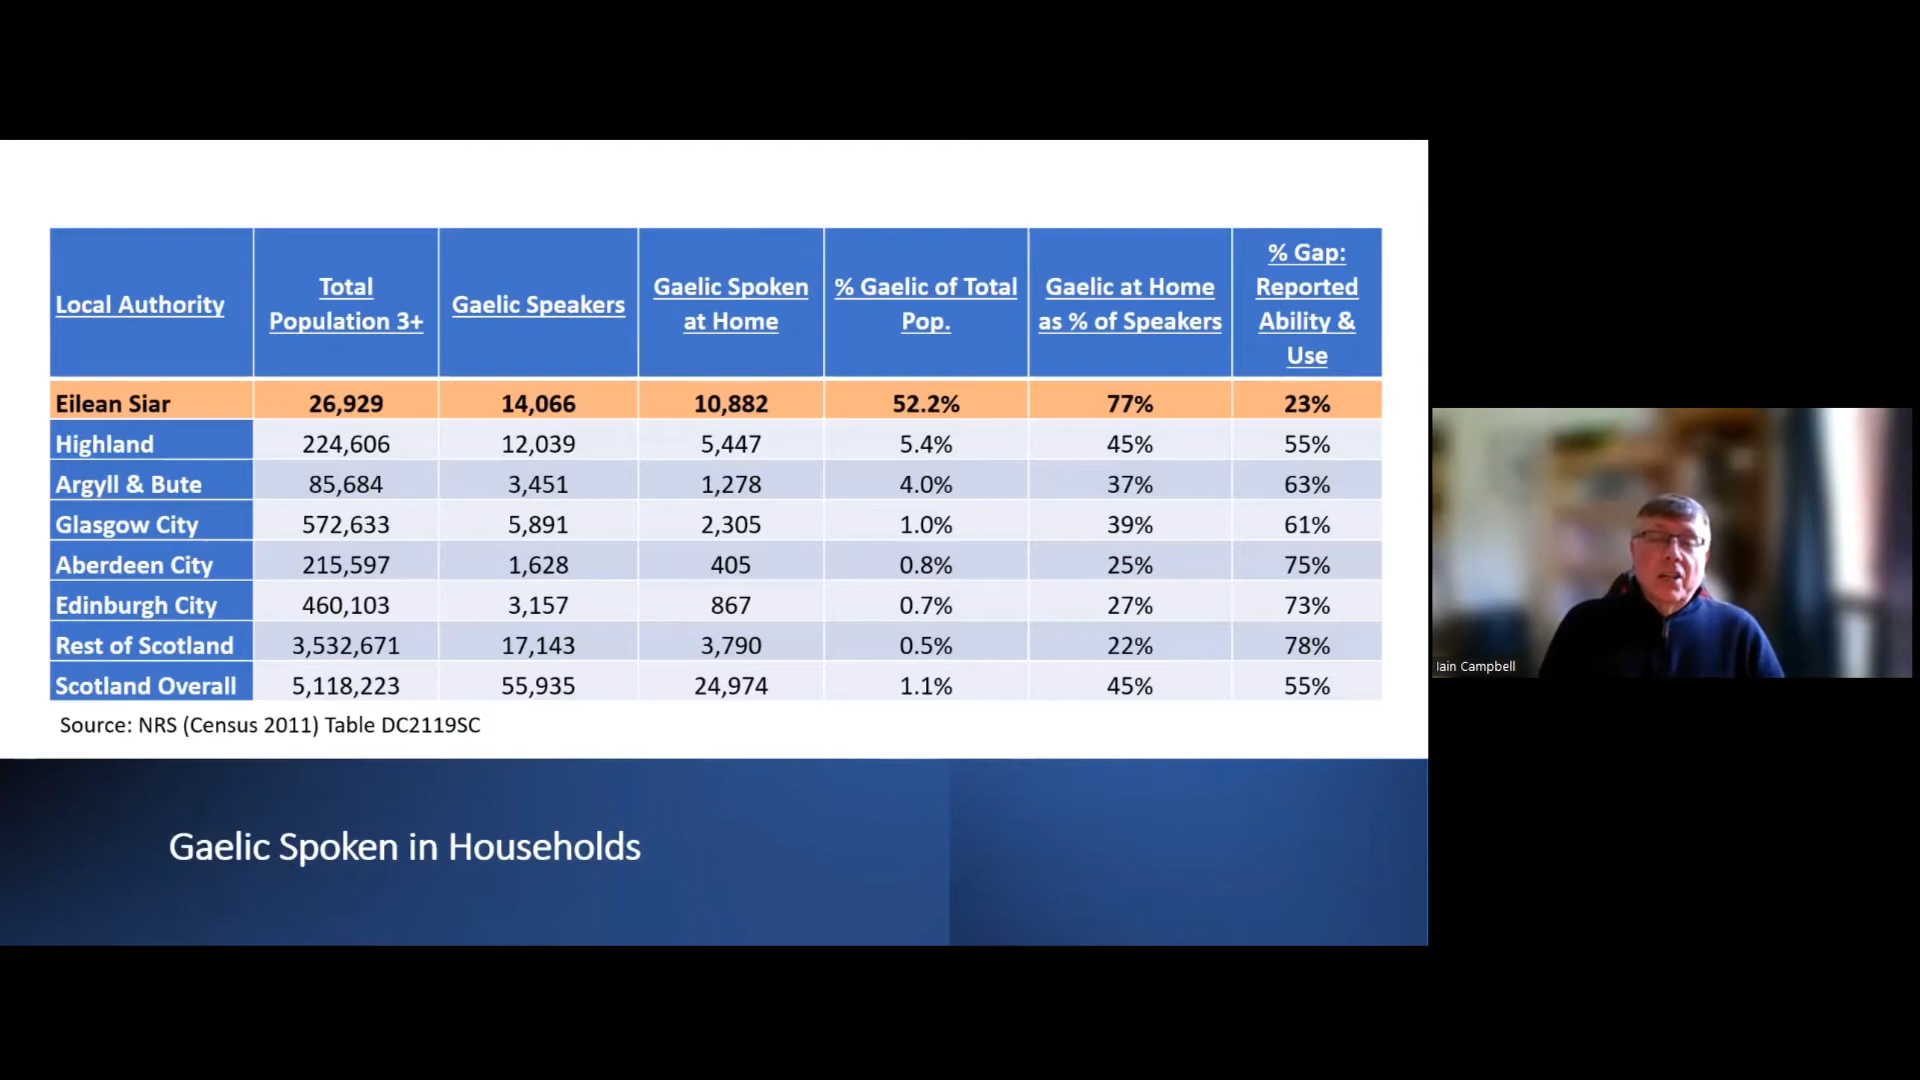 Local Authority Total Population 3+ Gaelic Speakers Gaelic Spoken at Home % Gaelic of Total Pop. Gaelic at Home as % of Speakers % Gap: Reported Ability & Use
Eilean Siar 26,929 14,066 10,882 52.2% 77% 23%
Highland 224,606 12,039 5,447 5.4% 45% 55%
Argyll & Bute 85,684 3,451 1,278 4.0% 37% 63%
Glasgow City 572,633 5,891 2,305 1.0% 39% 61%
Aberdeen City 215,597 1,628 405 0.8% 25% 75%
Edinburgh City 460,103 3,157 867 0.7% 27% 73%
Rest of Scotland 3,532,671 17,143 3,790 0.5% 22% 78%
Scotland Overall 5,118,223 55,935 24,974 1.1% 45% 55%
Source: NRS (Census 2011) Table DC2119SC
Gaelic Spoken in Households
Iain Campbell